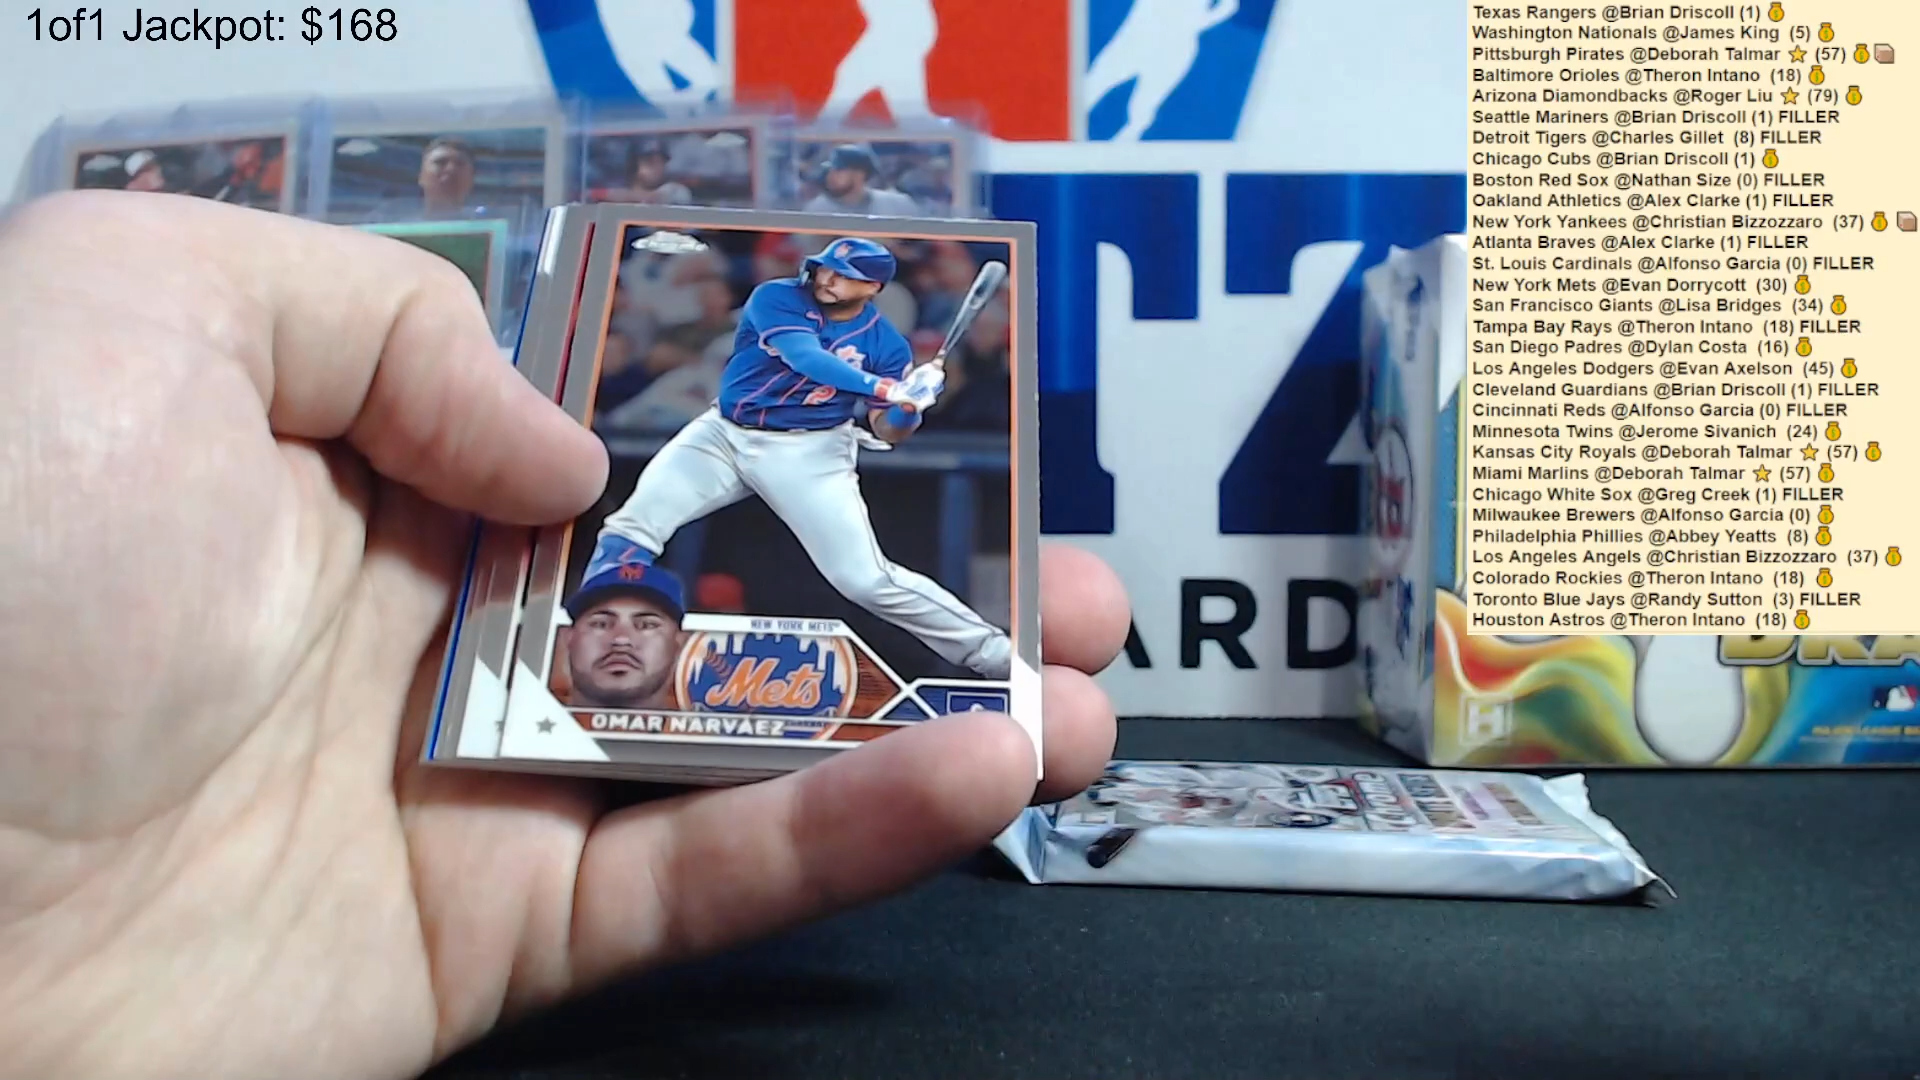 1of1 Jackpot: $168
Texas Rangers @Brian Driscoll (1)
Washington Nationals @James King (5)
Pittsburgh Pirates @Deborah Talmar ⭐ (57)
Baltimore Orioles @Theron Intano (18)
Arizona Diamondbacks @Roger Liu ⭐ (79)
Seattle Mariners @Brian Driscoll (1) FILLER
Detroit Tigers @Charles Gillet (8) FILLER
Chicago Cubs @Brian Driscoll (1)
Boston Red Sox @Nathan Size (0) FILLER
Oakland Athletics @Alex Clarke (1) FILLER
New York Yankees @Christian Bizzozzaro (37)
Atlanta Braves @Alex Clarke (1) FILLER
St. Louis Cardinals @Alfonso Garcia (0) FILLER
New York Mets @Evan Dorrycott (30)
San Francisco Giants @Lisa Bridges (34)
Tampa Bay Rays @Theron Intano (18) FILLER
San Diego Padres @Dylan Costa (16)
Los Angeles Dodgers @Evan Axelson (45)
Cleveland Guardians @Brian Driscoll (1) FILLER
Cincinnati Reds @Alfonso Garcia (0) FILLER
Minnesota Twins @Jerome Sivanich (24)
Kansas City Royals @Deborah Talmar ⭐ (57)
Miami Marlins @Deborah Talmar ⭐ (57)
Chicago White Sox @Greg Creek (1) FILLER
Milwaukee Brewers @Alfonso Garcia (0)
Philadelphia Phillies @Abbey Yeatts (8)
Los Angeles Angels @Christian Bizzozzaro (37)
Colorado Rockies @Theron Intano (18)
Toronto Blue Jays @Randy Sutton (3) FILLER
Houston Astros @Theron Intano (18)
TZ
ARD
Chrome
2
NEW YORK METS
Mets
OMAR NARVÁEZ
DRA
H